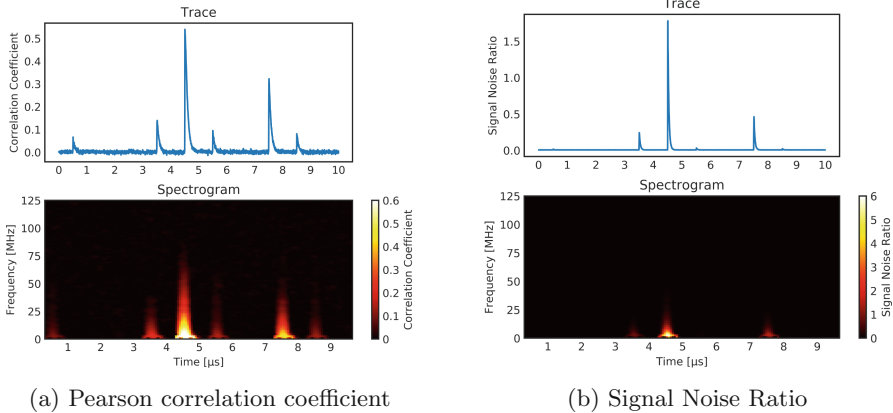 Trace
Correlation Coefficient
0.5
0.4
0.3
0.2
0.1
0.0
0 1 2 3 4 5 6 7 8 9 10
Spectrogram
Frequency [MHz]
125
100
75
50
25
0
1 2 3 4 5 6 7 8 9
Time [µs]
0.6
0.5
0.4
0.3
0.2
0.1
0
Correlation Coefficient
(a) Pearson correlation coefficient
Trace
Signal Noise Ratio
1.5
1.0
0.5
0.0
0 1 2 3 4 5 6 7 8 9 10
Spectrogram
Frequency [MHz]
125
100
75
50
25
0
1 2 3 4 5 6 7 8 9
Time [µs]
6
5
4
3
2
1
0
Signal Noise Ratio
(b) Signal Noise Ratio